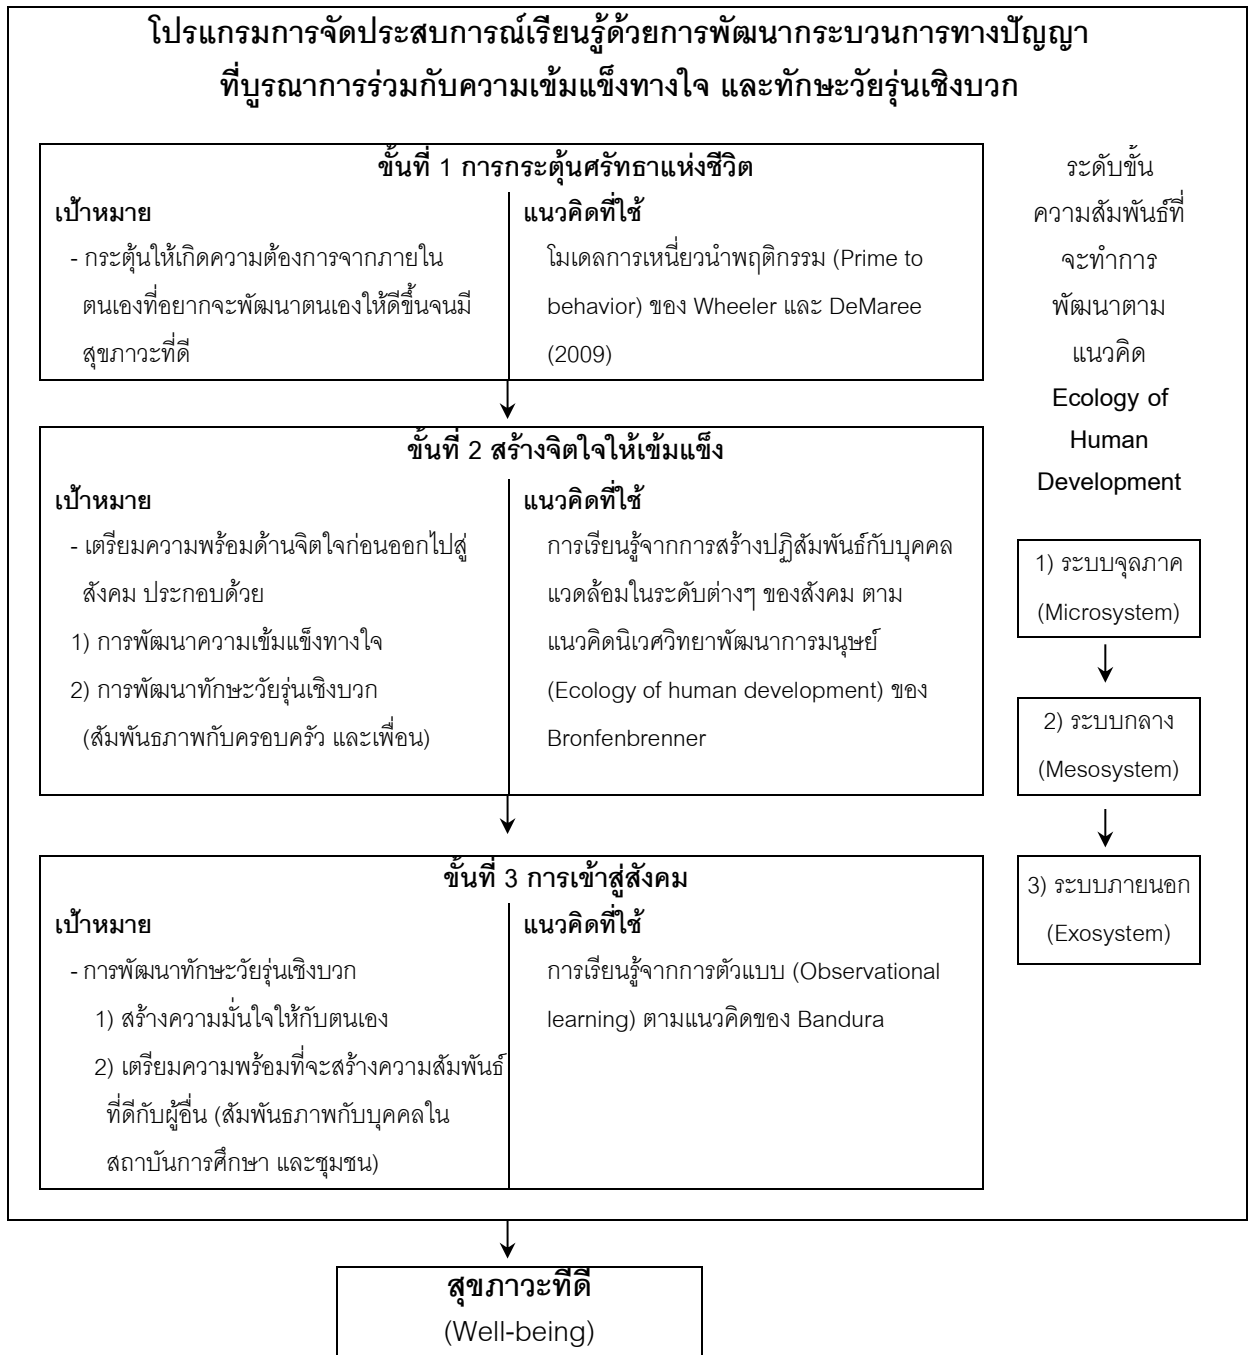 โปรแกรมการจัดประสบการณ์เรียนรู้ด้วยการพัฒนากระบวนการทางปัญญา
ที่บูรณาการร่วมกับความเข้มแข็งทางใจ และทักษะวัยรุ่นเชิงบวก
ขั้นที่ 1 การกระตุ้นศรัทธาแห่งชีวิต
เป้าหมาย
- กระตุ้นให้เกิดความต้องการจากภายใน
ตนเองที่อยากจะพัฒนาตนเองให้ดีขึ้นจนมี
สุขภาวะที่ดี
แนวคิดที่ใช้
โมเดลการเหนี่ยวนำพฤติกรรม (Prime to
behavior) ของ Wheeler และ DeMaree
(2009)
ขั้นที่ 2 สร้างจิตใจให้เข้มแข็ง
เป้าหมาย
- เตรียมความพร้อมด้านจิตใจก่อนออกไปสู่
สังคม ประกอบด้วย
1) การพัฒนาความเข้มแข็งทางใจ
2) การพัฒนาทักษะวัยรุ่นเชิงบวก
(สัมพันธภาพกับครอบครัว และเพื่อน)
แนวคิดที่ใช้
การเรียนรู้จากการสร้างปฏิสัมพันธ์กับบุคคล
แวดล้อมในระดับต่างๆ ของสังคม ตาม
แนวคิดนิเวศวิทยาพัฒนาการมนุษย์
(Ecology of human development) ของ
Bronfenbrenner
ขั้นที่ 3 การเข้าสู่สังคม
เป้าหมาย
- การพัฒนาทักษะวัยรุ่นเชิงบวก
1) สร้างความมั่นใจให้กับตนเอง
2) เตรียมความพร้อมที่จะสร้างความสัมพันธ์
ที่ดีกับผู้อื่น (สัมพันธภาพกับบุคคลใน
สถาบันการศึกษา และชุมชน)
แนวคิดที่ใช้
การเรียนรู้จากการตัวแบบ (Observational
learning) ตามแนวคิดของ Bandura
ระดับขั้น
ความสัมพันธ์ที่
จะทำการ
พัฒนาตาม
แนวคิด
Ecology of
Human
Development
1) ระบบจุลภาค
(Microsystem)
2) ระบบกลาง
(Mesosystem)
3) ระบบภายนอก
(Exosystem)
สุขภาวะที่ดี
(Well-being)